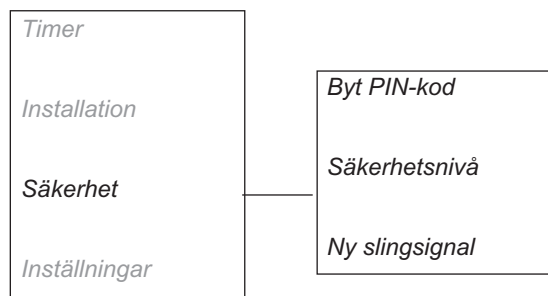 Timer
Installation
Säkerhet
Inställningar
Byt PIN-kod
Säkerhetsnivå
Ny slingsignal